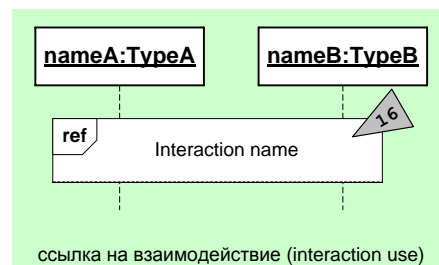 nameA:TypeA nameB:TypeB
16
ref
Interaction name
ссылка на взаимодействие (interaction use)